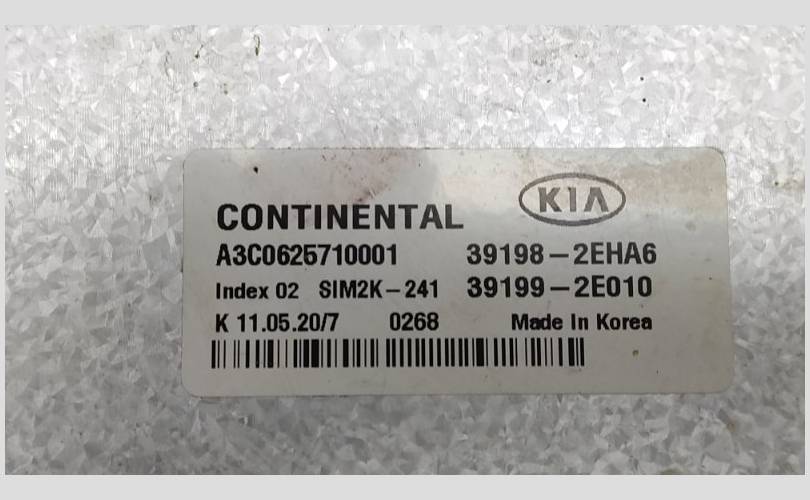 KIA
CONTINENTAL
A3C0625710001 39198-2EHA6
Index 02 SIM2K-241 39199-2E010
K 11.05.20/7 0268 Made In Korea